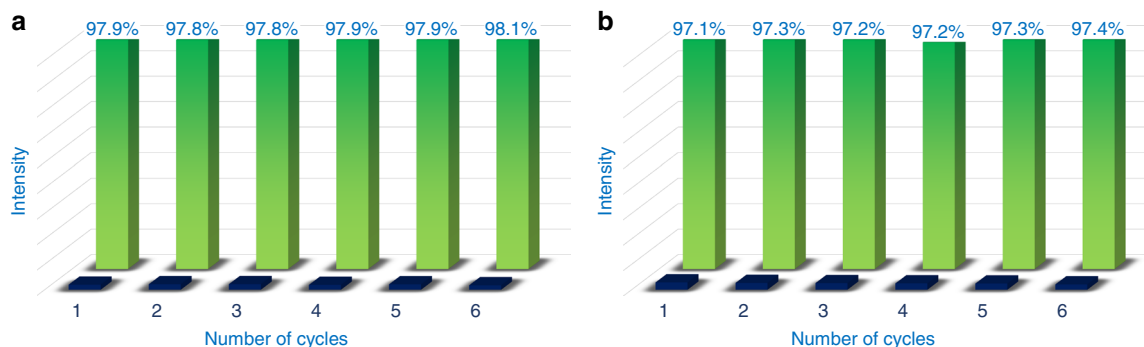 a
97.9% 97.8% 97.8% 97.9% 97.9% 98.1%
Intensity
1 2 3 4 5 6
Number of cycles
b
97.1% 97.3% 97.2% 97.2% 97.3% 97.4%
Intensity
1 2 3 4 5 6
Number of cycles